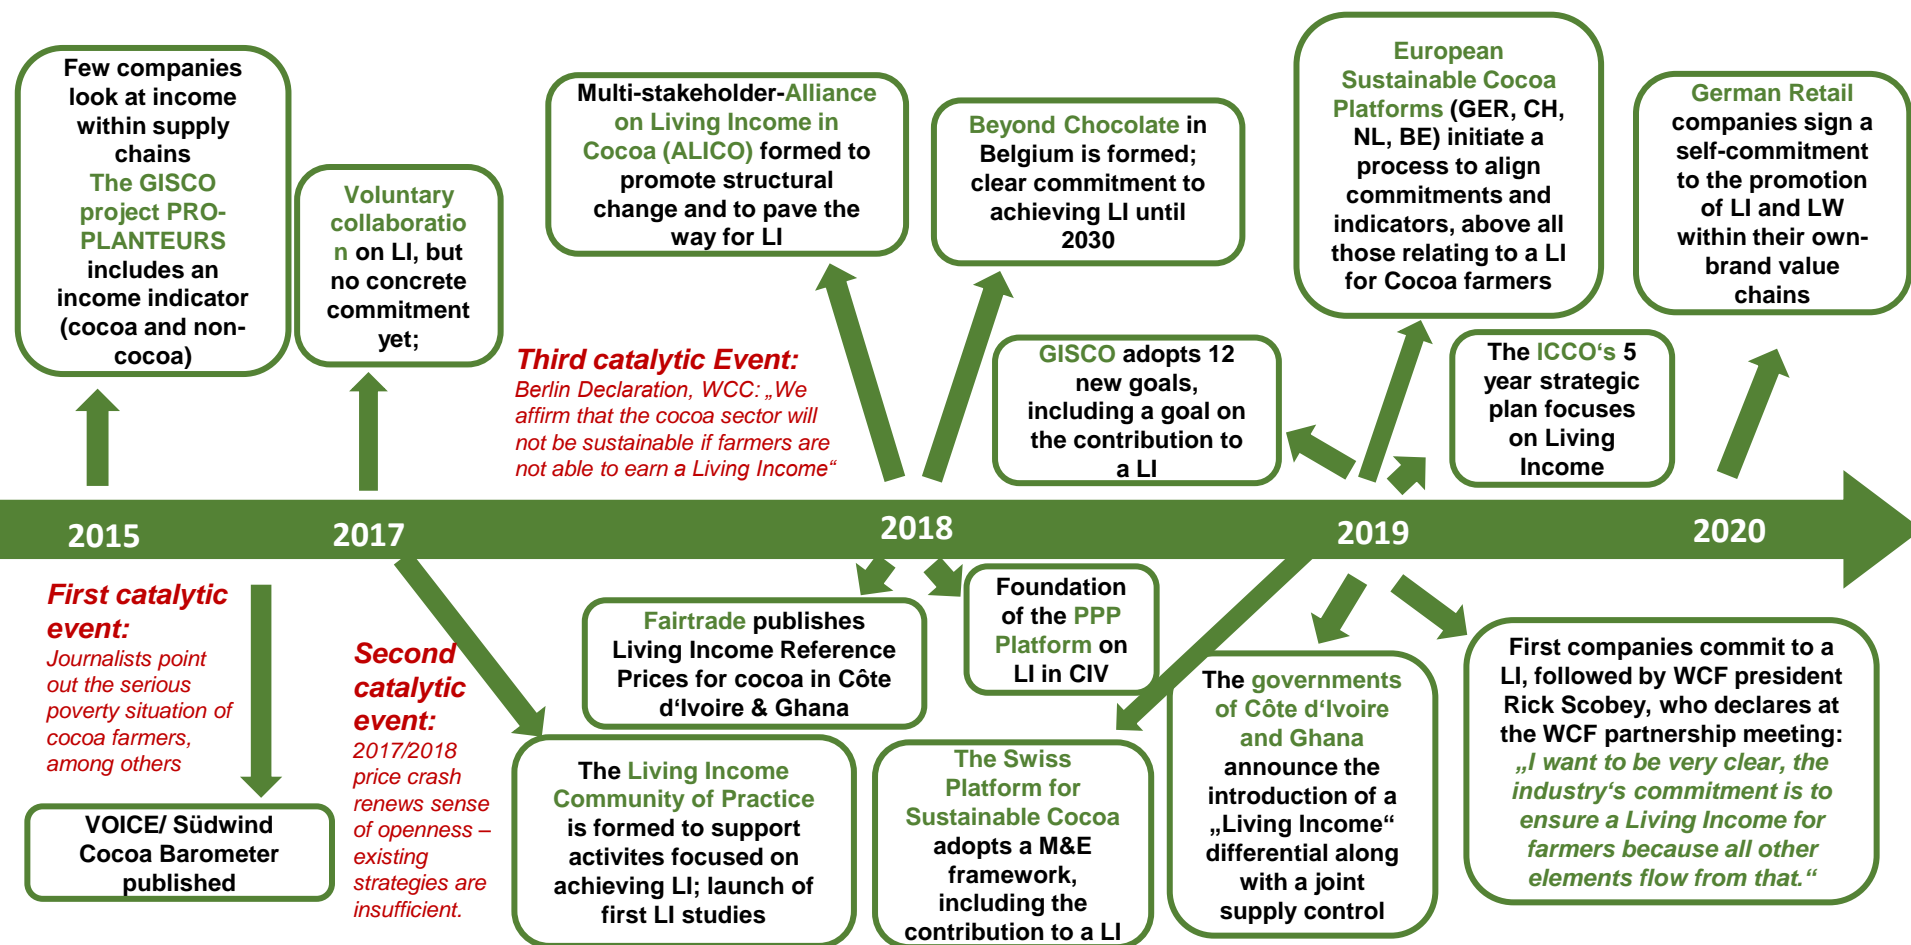 Few companies
look at income
within supply
chains
The GISCO
project PRO-
PLANTEURS
includes an
income indicator
(cocoa and non-
cocoa)
Voluntary
collaboratio
n on LI, but
no concrete
commitment
yet;
Multi-stakeholder-Alliance
on Living Income in
Cocoa (ALICO) formed to
promote structural
change and to pave the
way for LI
Beyond Chocolate in
Belgium is formed;
clear commitment to
achieving LI until
2030
European
Sustainable Cocoa
Platforms (GER, CH,
NL, BE) initiate a
process to align
commitments and
indicators, above all
those relating to a LI
for Cocoa farmers
German Retail
companies sign a
self-commitment
to the promotion
of LI and LW
within their own-
brand value
chains
Third catalytic Event:
Berlin Declaration, WCC: „We
affirm that the cocoa sector will
not be sustainable if farmers are
not able to earn a Living Income“
GISCO adopts 12
new goals,
including a goal on
the contribution to
a LI
The ICCO‘s 5
year strategic
plan focuses
on Living
Income
2015
2017
2018
2019
2020
First catalytic
event:
Journalists point
out the serious
poverty situation of
cocoa farmers,
among others
VOICE/ Südwind
Cocoa Barometer
published
Second
catalytic
event:
2017/2018
price crash
renews sense
of openness –
existing
strategies are
insufficient.
Fairtrade publishes
Living Income Reference
Prices for cocoa in Côte
d‘Ivoire & Ghana
Foundation
of the PPP
Platform on
LI in CIV
The Living Income
Community of Practice
is formed to support
activites focused on
achieving LI; launch of
first LI studies
The Swiss
Platform for
Sustainable Cocoa
adopts a M&E
framework,
including the
contribution to a LI
The governments
of Côte d‘Ivoire
and Ghana
announce the
introduction of a
„Living Income“
differential along
with a joint
supply control
First companies commit to a
LI, followed by WCF president
Rick Scobey, who declares at
the WCF partnership meeting:
„I want to be very clear, the
industry‘s commitment is to
ensure a Living Income for
farmers because all other
elements flow from that.“